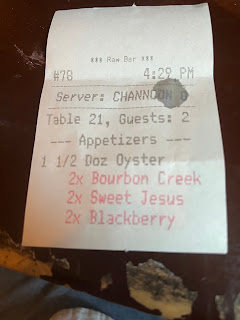 *** Raw Bar ***
#78 4:29 PM
Server: CHANNOON
Table 21, Guests: 2
--- Appetizers ---
1 1/2 Doz Oyster
2x Bourbon Creek
2x Sweet Jesus
2x Blackberry